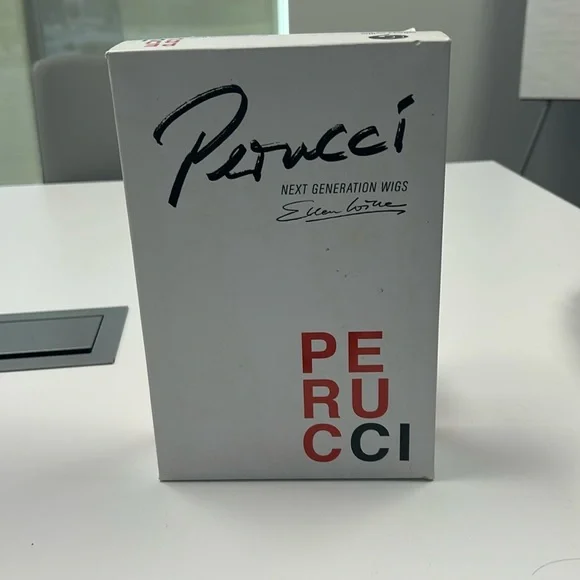 Perucci
NEXT GENERATION WIGS
Ellen Wille
PE
RU
CCI